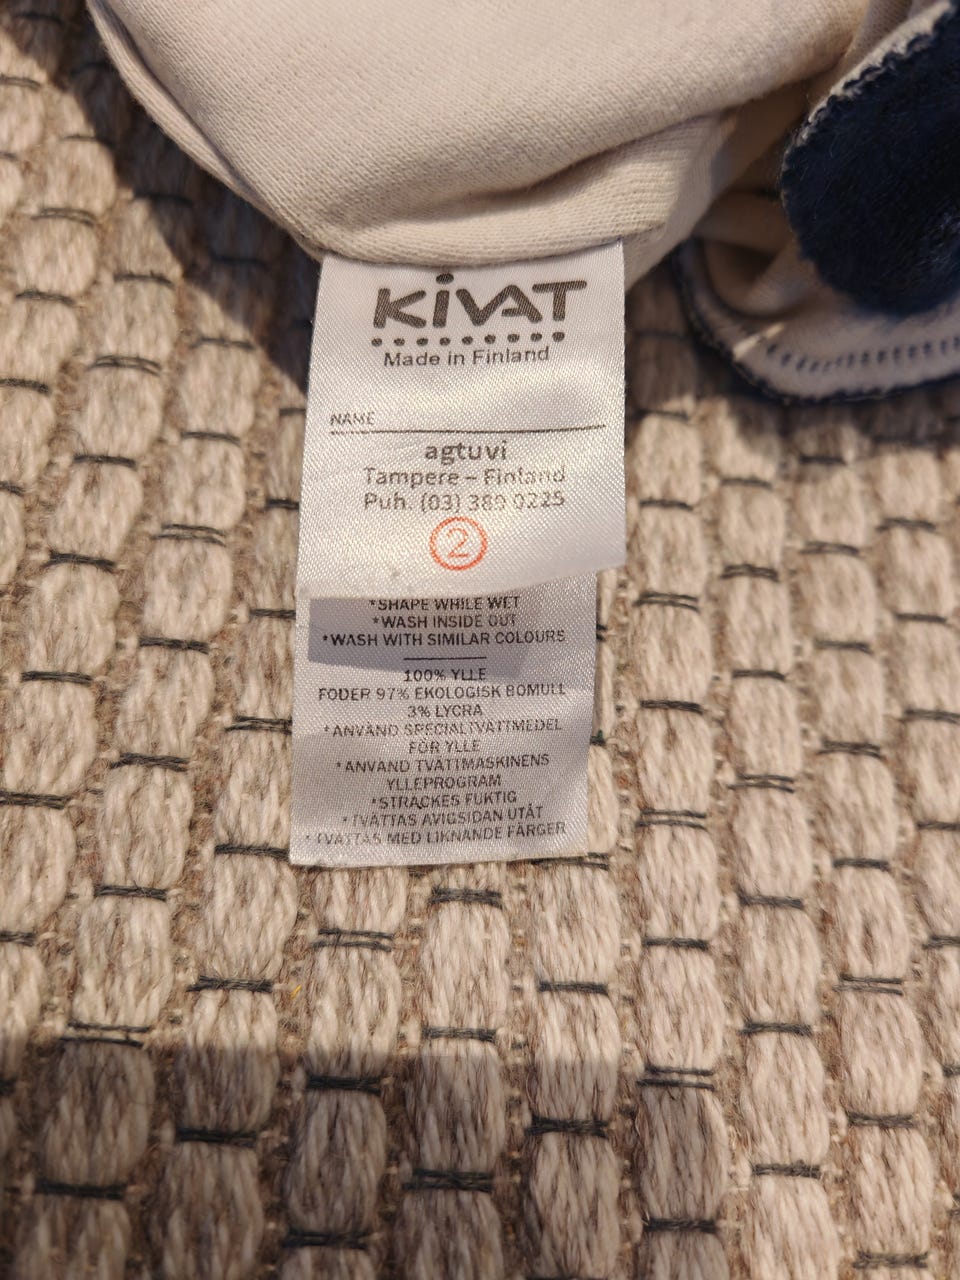 KiVAT
Made in Finland
NAME
agtuvi
Tampere – Finland
Puh. (03) 389 0225
2
*SHAPE WHILE WET
*WASH INSIDE OUT
*WASH WITH SIMILAR COLOURS
100% YLLE
FODER 97% EKOLOGISK BOMULL
3% LYCRA
*ANVÄND SPECIALTVÄTTMEDEL
FÖR YLLE
*ANVÄND TVÄTTMASKINENS
YLLEPROGRAM
*STRÄCKES FUKTIG
*TVÄTTAS AVIGSIDAN UTÅT
*TVÄTTAS MED LIKNANDE FÄRGER